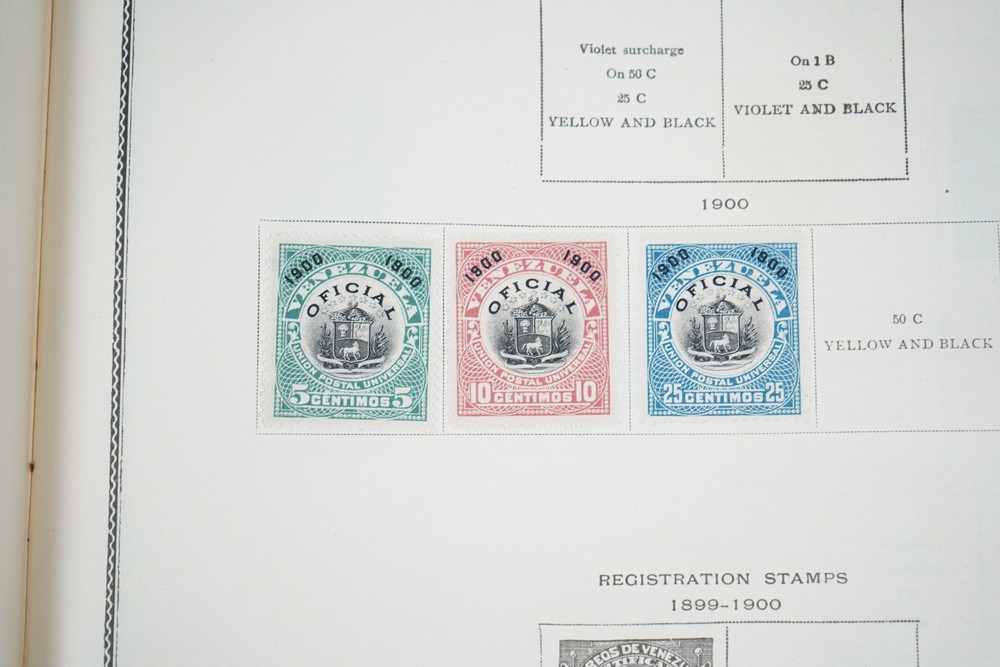 Violet surcharge
On 50 C
25 C
YELLOW AND BLACK
On 1 B
25 C
VIOLET AND BLACK
1900
1900 1900
VENEZUELA
OFICIAL
UNION POSTAL UNIVERSAL
5 CENTIMOS 5
1900 1900
VENEZUELA
OFICIAL
UNION POSTAL UNIVERSAL
10 CENTIMOS 10
1900 1900
VENEZUELA
OFICIAL
UNION POSTAL UNIVERSAL
25 CENTIMOS 25
50 C
YELLOW AND BLACK
REGISTRATION STAMPS
1899-1900